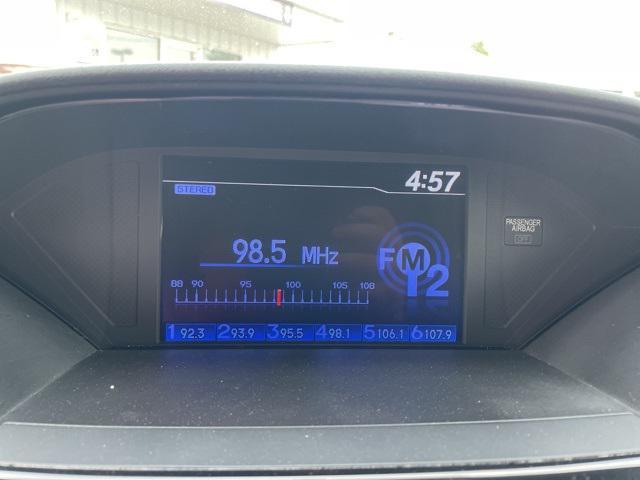 4:57
STEREO
98.5 MHz
FM2
88 90 95 100 105 108
1 92.3 2 93.9 3 95.5 4 98.1 5 106.1 6 107.9
PASSENGER
AIRBAG
OFF